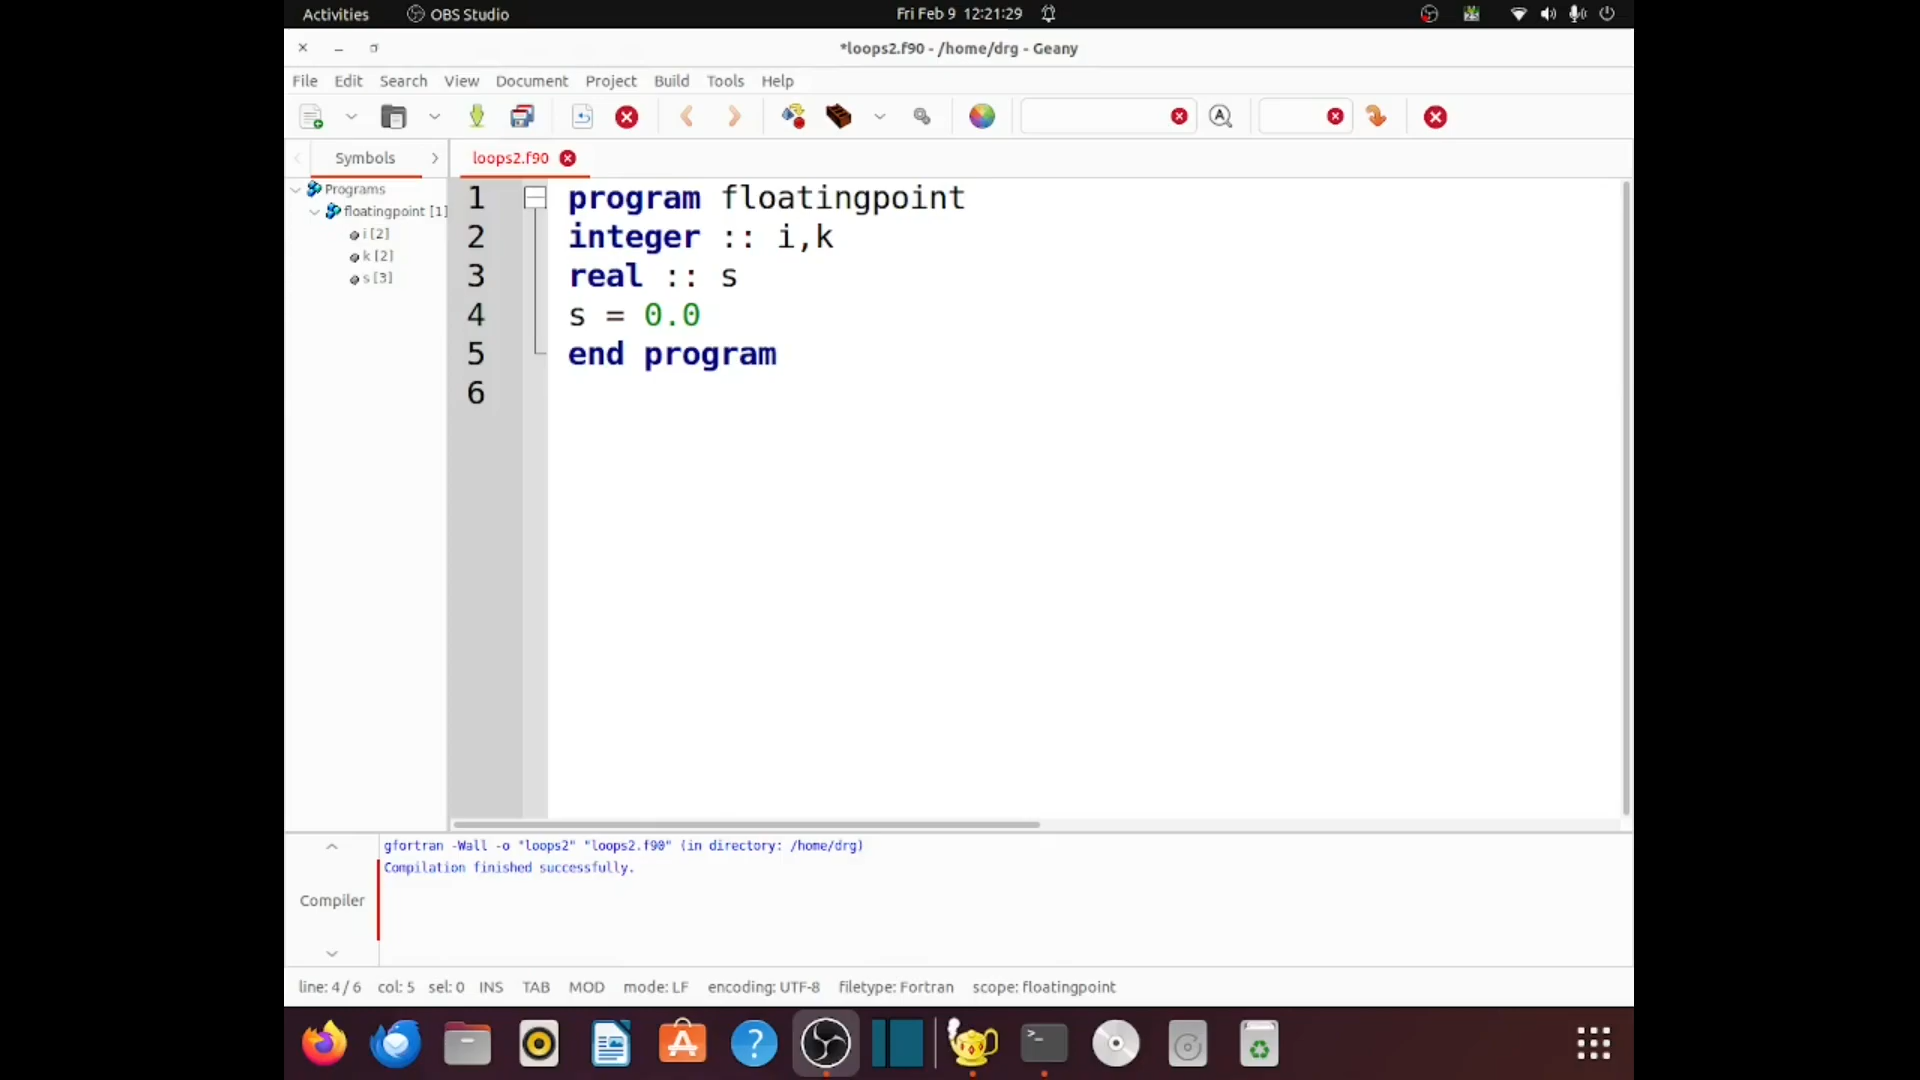 Activities OBS Studio Fri Feb 9 12:21:29
*loops2.f90 - /home/drg - Geany
File Edit Search View Document Project Build Tools Help
Symbols loops2.f90
Programs
floatingpoint [1]
i [2]
k [2]
s [3]
1 program floatingpoint
2 integer :: i,k
3 real :: s
4 s = 0.0
5 end program
6
gfortran -Wall -o "loops2" "loops2.f90" (in directory: /home/drg)
Compilation finished successfully.
Compiler
line: 4 / 6 col: 5 sel: 0 INS TAB MOD mode: LF encoding: UTF-8 filetype: Fortran scope: floatingpoint